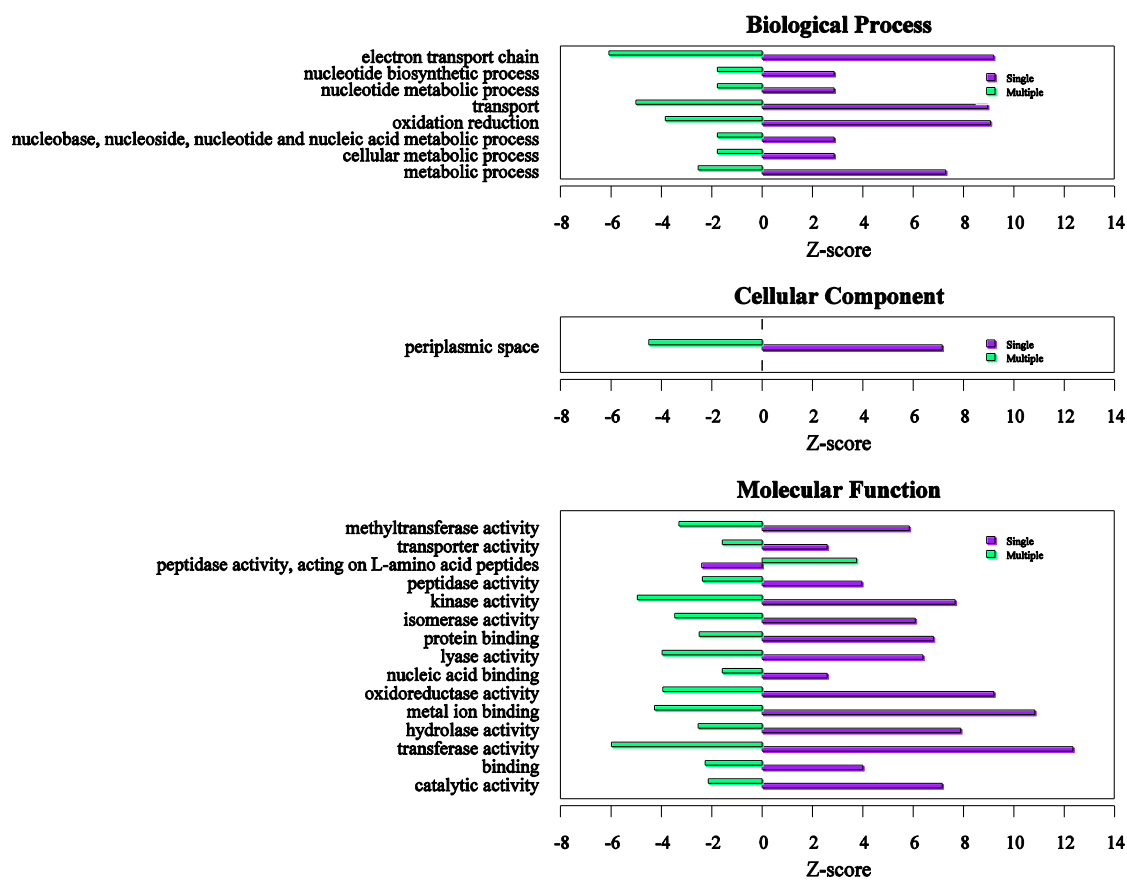 Biological Process
electron transport chain
nucleotide biosynthetic process
nucleotide metabolic process
transport
oxidation reduction
nucleobase, nucleoside, nucleotide and nucleic acid metabolic process
cellular metabolic process
metabolic process
Single
Multiple
-8 -6 -4 -2 0 2 4 6 8 10 12 14
Z-score
Cellular Component
periplasmic space
Single
Multiple
-8 -6 -4 -2 0 2 4 6 8 10 12 14
Z-score
Molecular Function
methyltransferase activity
transporter activity
peptidase activity, acting on L-amino acid peptides
peptidase activity
kinase activity
isomerase activity
protein binding
lyase activity
nucleic acid binding
oxidoreductase activity
metal ion binding
hydrolase activity
transferase activity
binding
catalytic activity
Single
Multiple
-8 -6 -4 -2 0 2 4 6 8 10 12 14
Z-score